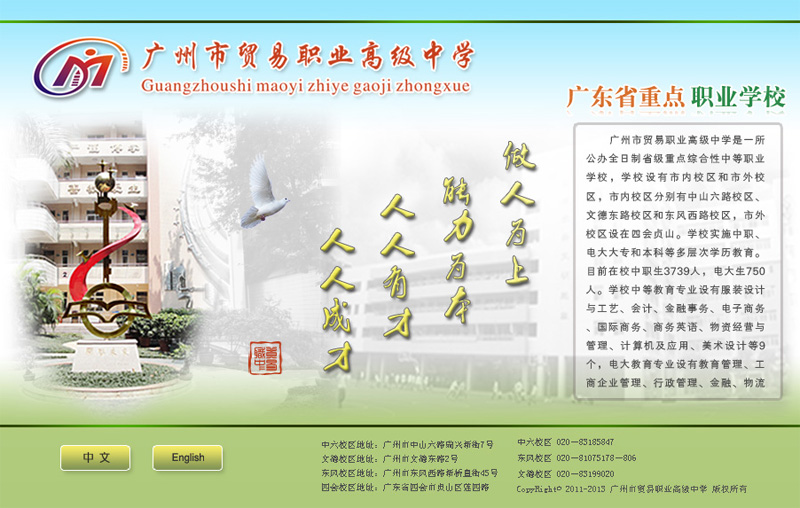 广州市贸易职业高级中学
Guangzhoushi maoyi zhiye gaoji zhongxue
广东省重点 职业学校
做人为上
能力为本
人人有才
人人成才
广州市贸易职业高级中学是一所
公办全日制省级重点综合性中等职业
学校，学校设有市内校区和市外校
区，市内校区分别有中山六路校区、
文德东路校区和东风西路校区，市外
校区设在四会贞山。学校实施中职、
电大大专和本科等多层次学历教育。
目前在校中职生3739人，电大生750
人。学校中等教育专业设有服装设计
与工艺、会计、金融事务、电子商务
、国际商务、商务英语、物资经营与
管理、计算机及应用、美术设计等9
个，电大教育专业设有教育管理、工
商企业管理、行政管理、金融、物流
中 文
English
中六校区地址：广州市中山六路周兴新街7号
文德校区地址：广州市文德东路2号
东风校区地址：广州市东风西路新桥直街45号
四会校区地址：广东省四会市贞山区莲园路
中六校区 020—83185847
东风校区 020—81075178—806
文德校区 020—83199020
CopyRight© 2011-2013 广州市贸易职业高级中学 版权所有